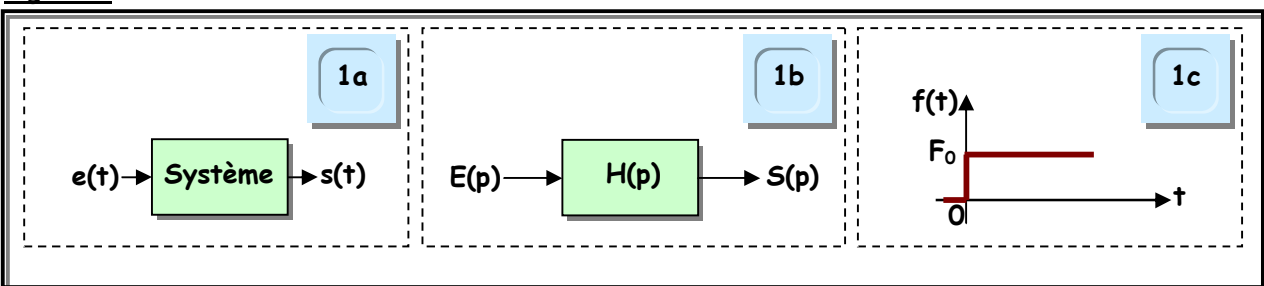 1a
e(t) Système s(t)
1b
E(p) H(p) S(p)
1c
f(t)
F₀
0
t